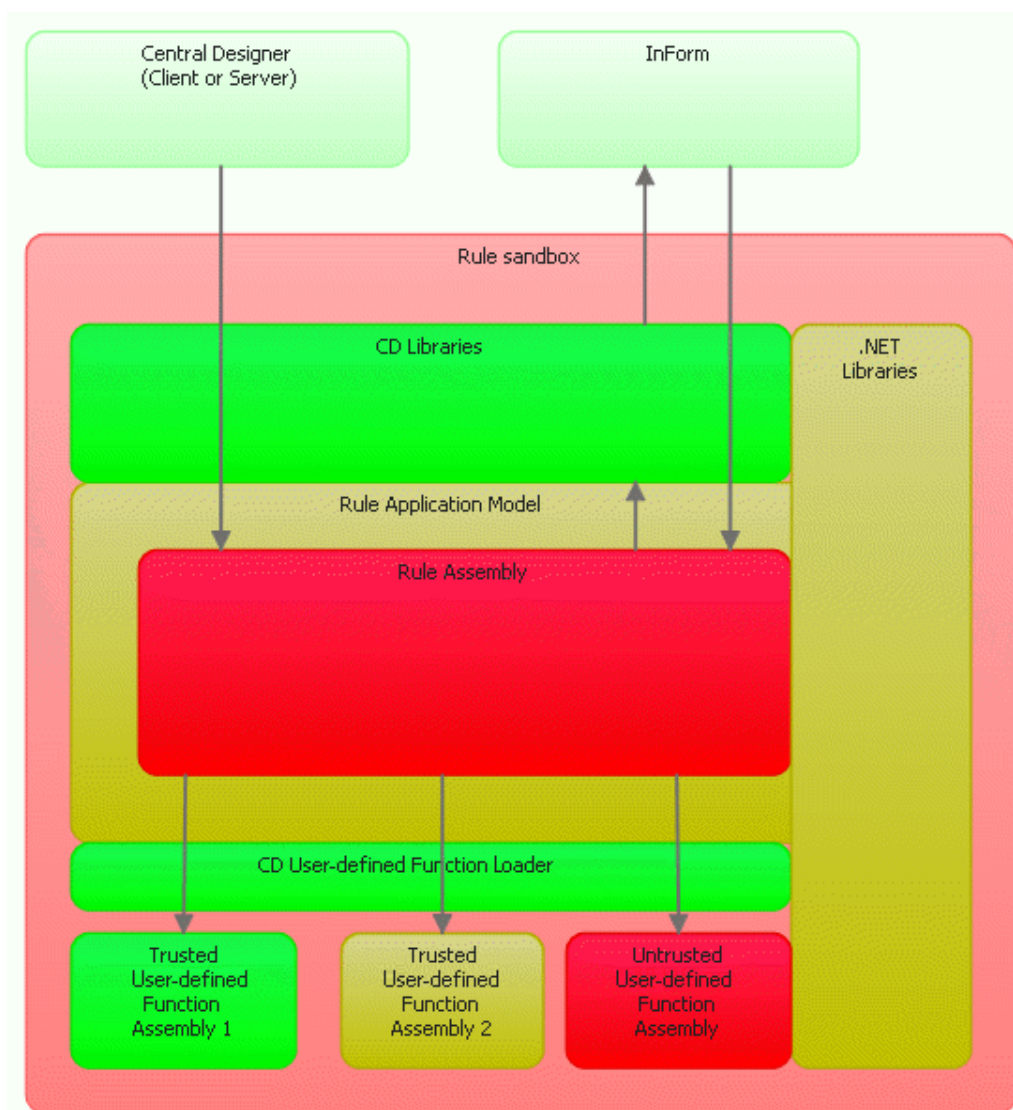 Central Designer
(Client or Server)
InForm
Rule sandbox
CD Libraries
.NET
Libraries
Rule Application Model
Rule Assembly
CD User-defined Function Loader
Trusted
User-defined
Function
Assembly 1
Trusted
User-defined
Function
Assembly 2
Untrusted
User-defined
Function
Assembly